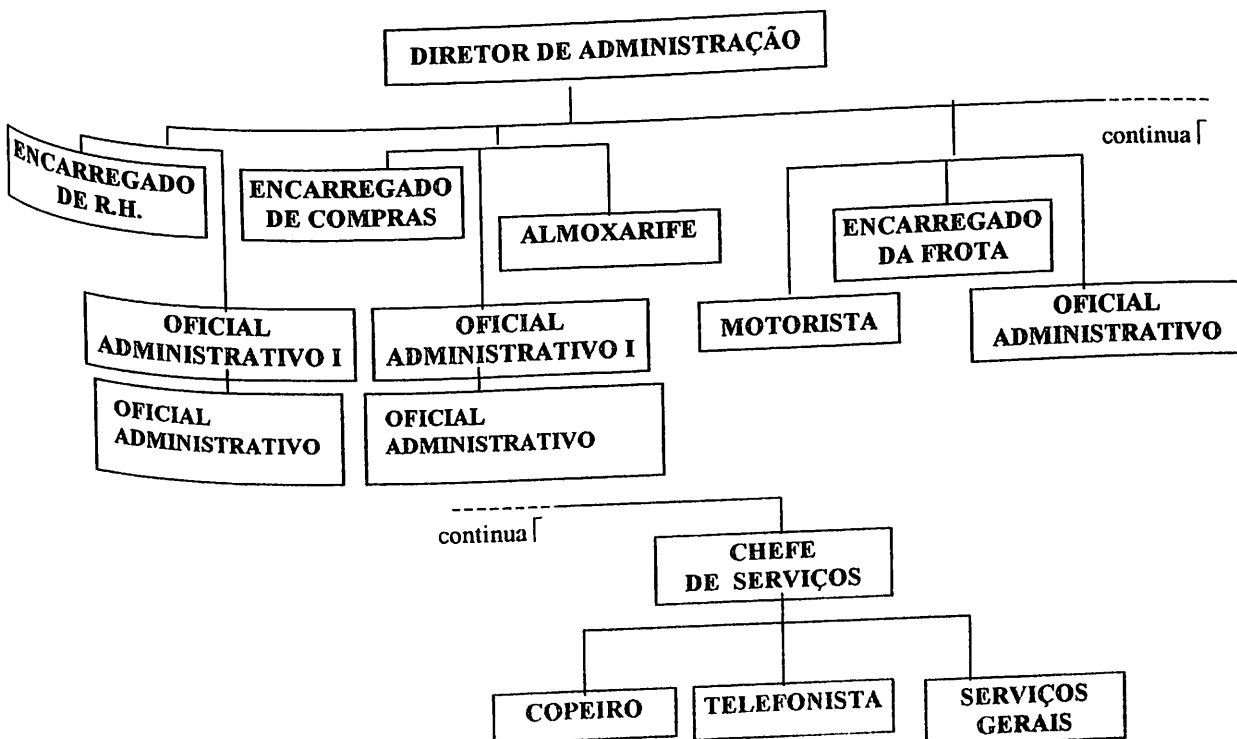 DIRETOR DE ADMINISTRAÇÃO
continua
ENCARREGADO
DE R.H.
ENCARREGADO
DE COMPRAS
ALMOXARIFE
ENCARREGADO
DA FROTA
OFICIAL
ADMINISTRATIVO I
OFICIAL
ADMINISTRATIVO I
MOTORISTA
OFICIAL
ADMINISTRATIVO
OFICIAL
ADMINISTRATIVO
OFICIAL
ADMINISTRATIVO
continua
CHEFE
DE SERVIÇOS
COPEIRO
TELEFONISTA
SERVIÇOS
GERAIS